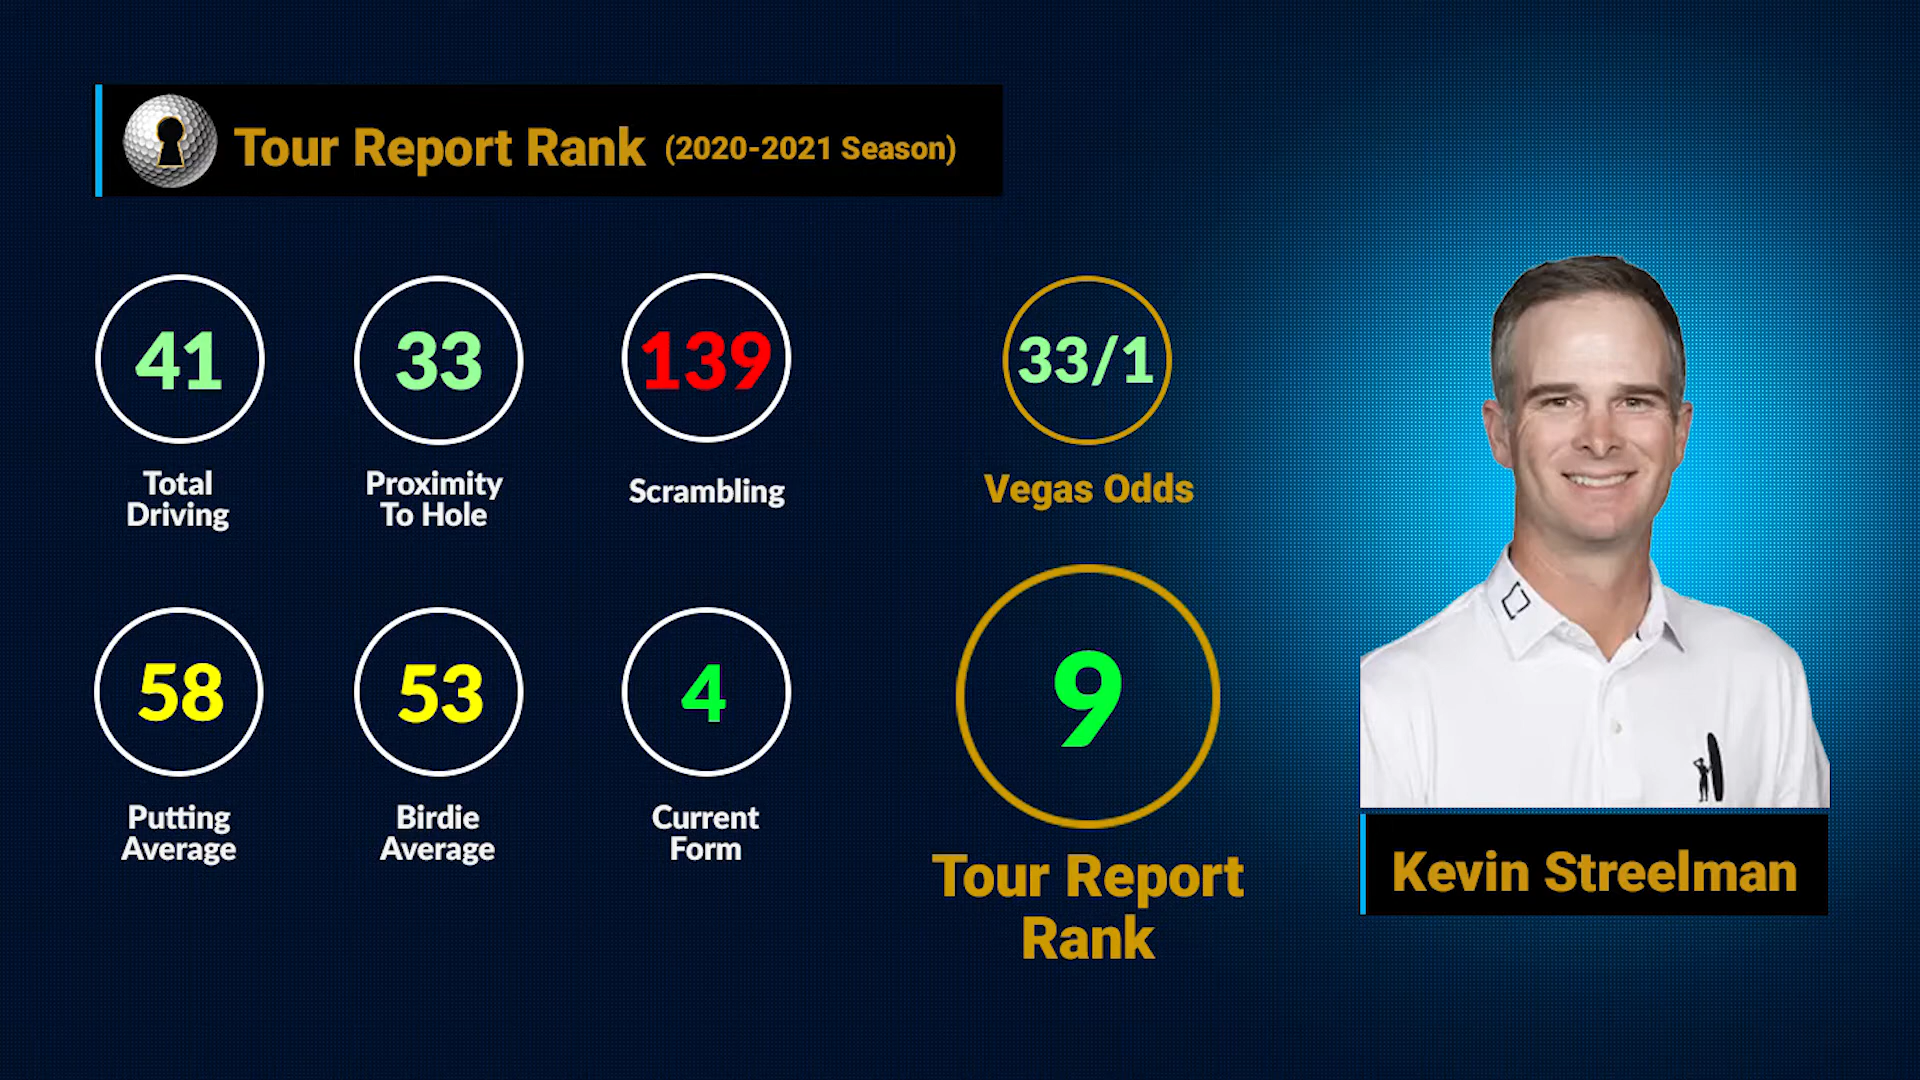 Tour Report Rank (2020-2021 Season)
41
Total
Driving
33
Proximity
To Hole
139
Scrambling
33/1
Vegas Odds
58
Putting
Average
53
Birdie
Average
4
Current
Form
9
Tour Report
Rank
Kevin Streelman